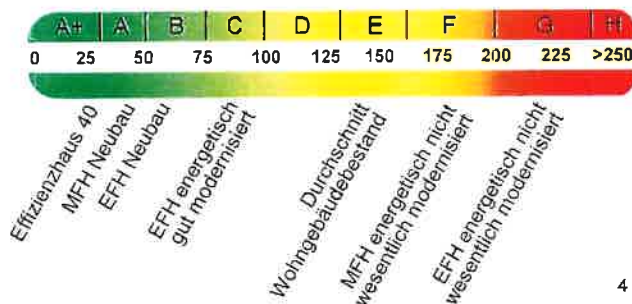 A+ A B C D E F G H
0 25 50 75 100 125 150 175 200 225 >250
Effizienzhaus 40
MFH Neubau
EFH Neubau
EFH energetisch
gut modernisiert
Durchschnitt
Wohngebäudebestand
MFH energetisch nicht
wesentlich modernisiert
EFH energetisch nicht
wesentlich modernisiert
4